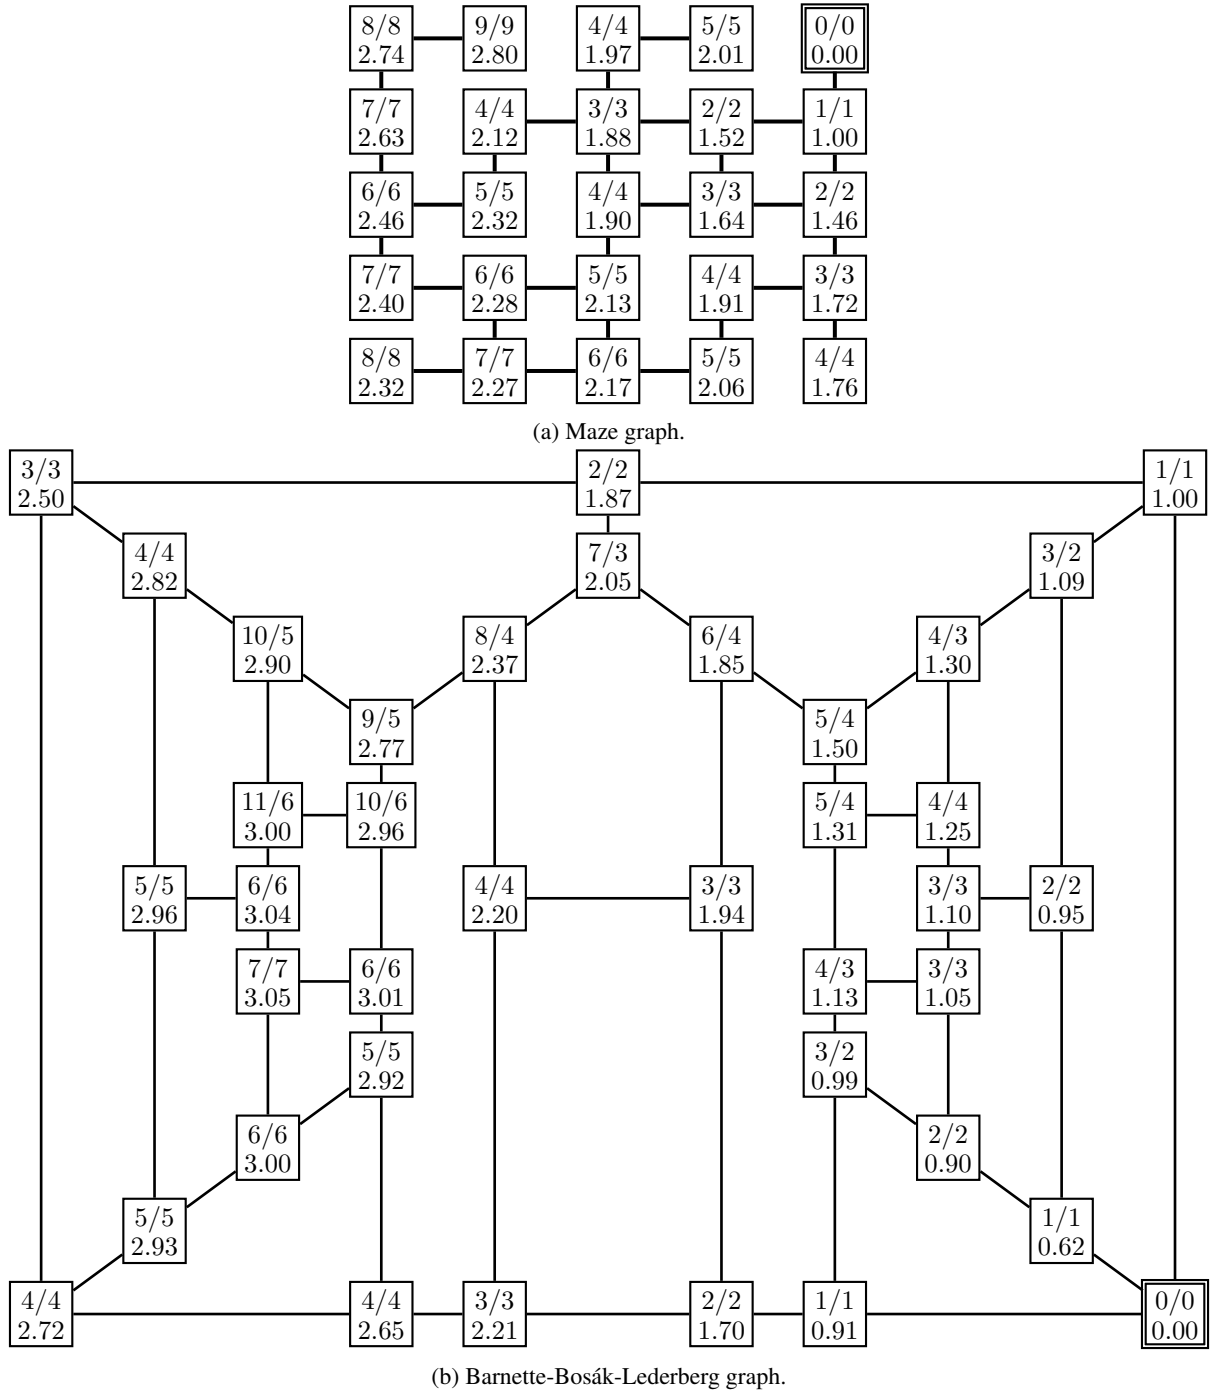 8/8 9/9 4/4 5/5 0/0
2.74 2.80 1.97 2.01 0.00
7/7 4/4 3/3 2/2 1/1
2.63 2.12 1.88 1.52 1.00
6/6 5/5 4/4 3/3 2/2
2.46 2.32 1.90 1.64 1.46
7/7 6/6 5/5 4/4 3/3
2.40 2.28 2.13 1.91 1.72
8/8 7/7 6/6 5/5 4/4
2.32 2.27 2.17 2.06 1.76
(a) Maze graph.
3/3 2/2 1/1
2.50 1.87 1.00
4/4 7/3 3/2
2.82 2.05 1.09
10/5 8/4 6/4 4/3
2.90 2.37 1.85 1.30
9/5 5/4
2.77 1.50
11/6 10/6 5/4 4/4
3.00 2.96 1.31 1.25
5/5 6/6 4/4 3/3 3/3 2/2
2.96 3.04 2.20 1.94 1.10 0.95
7/7 6/6 4/3 3/3
3.05 3.01 1.13 1.05
5/5 3/2
2.92 0.99
6/6 2/2
3.00 0.90
5/5 1/1
2.93 0.62
4/4 4/4 3/3 2/2 1/1 0/0
2.72 2.65 2.21 1.70 0.91 0.00
(b) Barnette-Bosák-Lederberg graph.